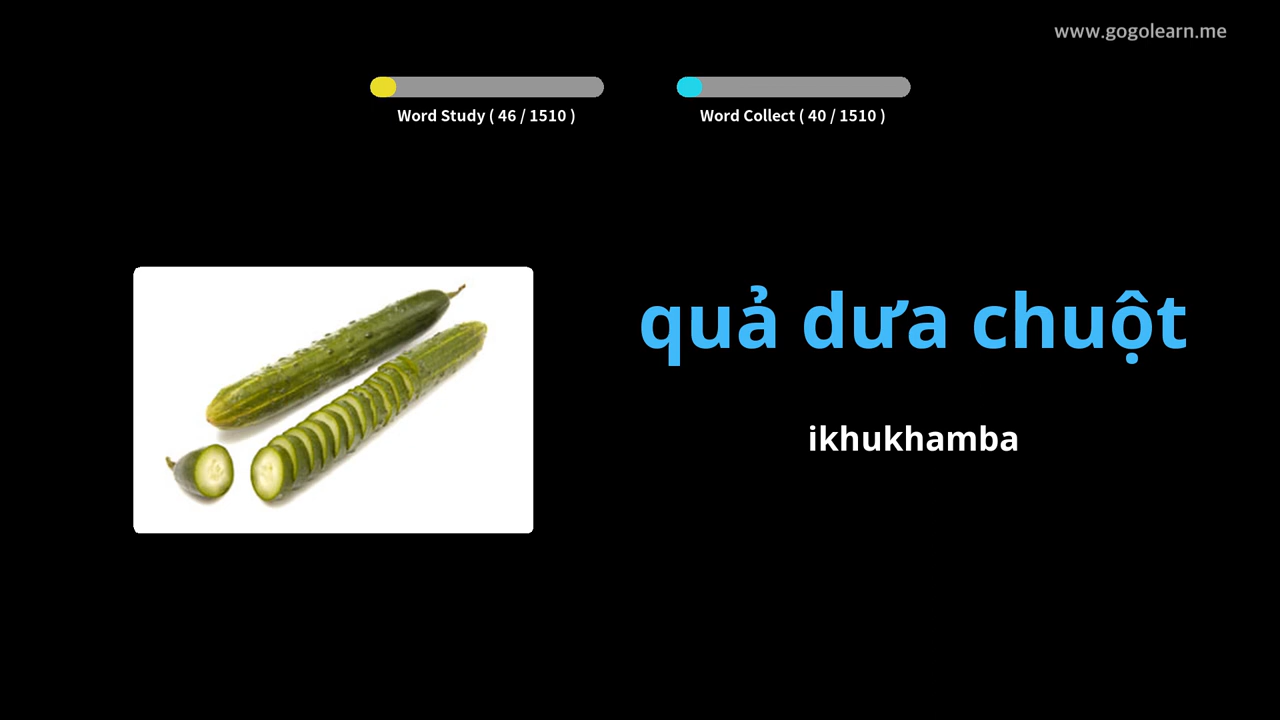 www.gogolearn.me
Word Study ( 46 / 1510 )
Word Collect ( 40 / 1510 )
quả dưa chuột
ikhukhamba